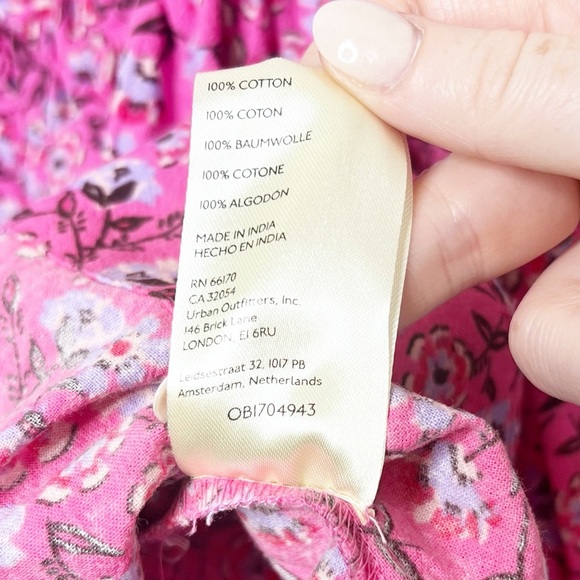 100% COTTON
100% COTON
100% BAUMWOLLE
100% COTONE
100% ALGODÓN
MADE IN INDIA
HECHO EN INDIA
RN 66170
CA 32054
Urban Outfitters, Inc.
146 Brick Lane
LONDON, E1 6RU
Leidsestraat 32, 1017 PB
Amsterdam, Netherlands
OB1704943